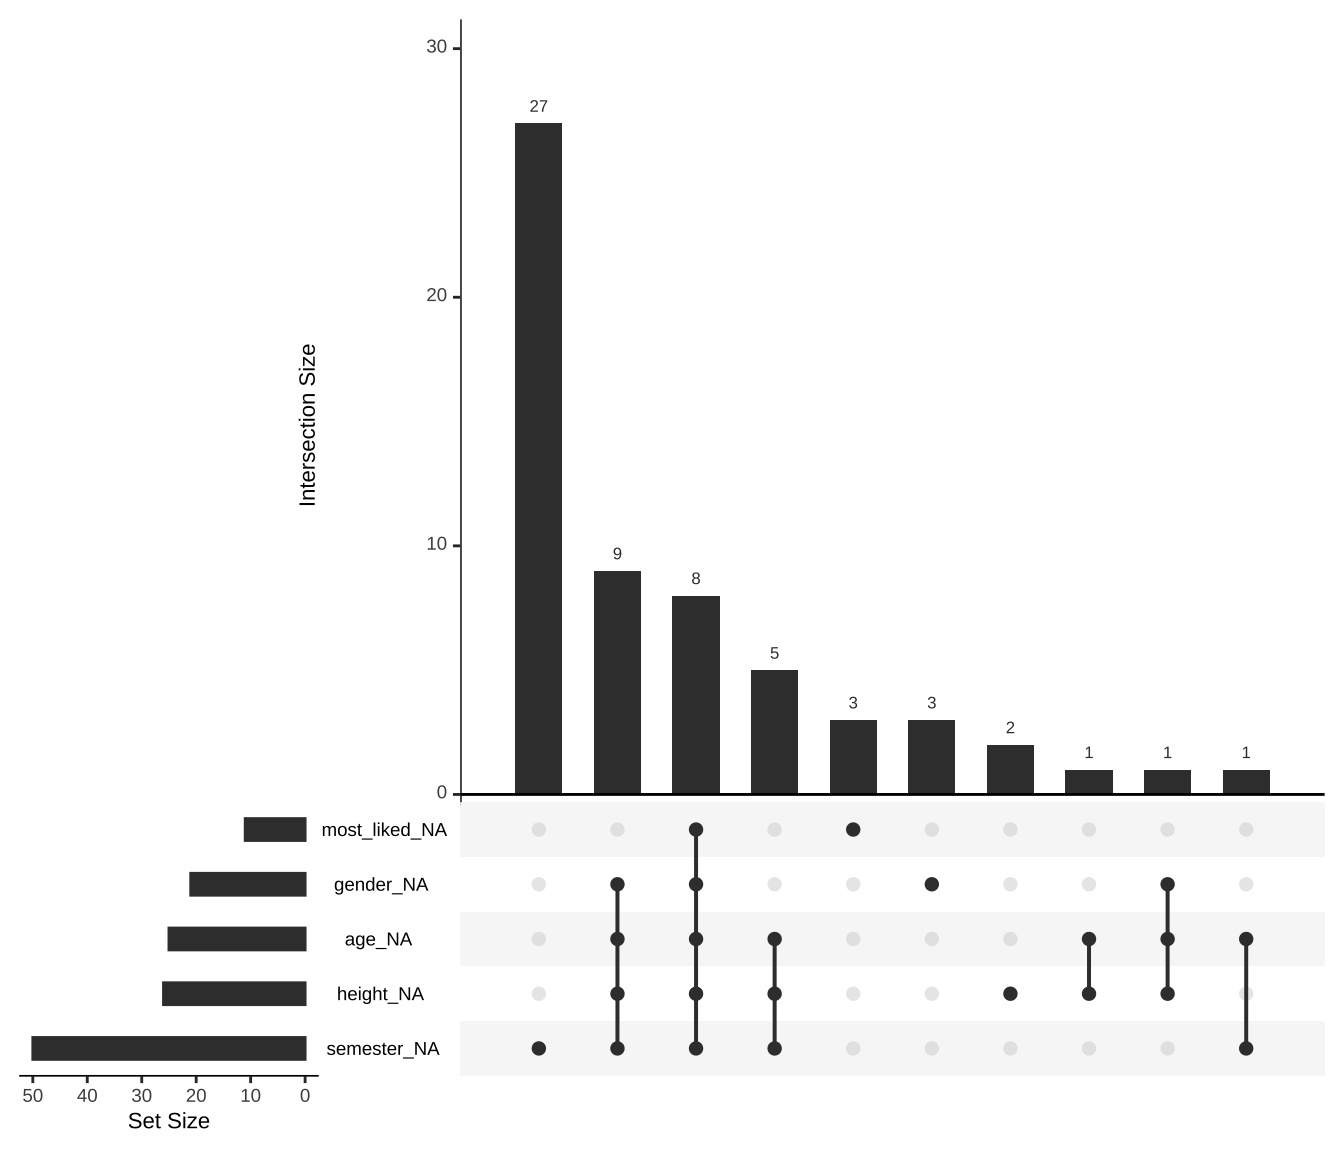 30
27
20
Intersection Size
10
9
8
5
3
3
2
1
1
1
0
most_liked_NA
gender_NA
age_NA
height_NA
semester_NA
50 40 30 20 10 0
Set Size